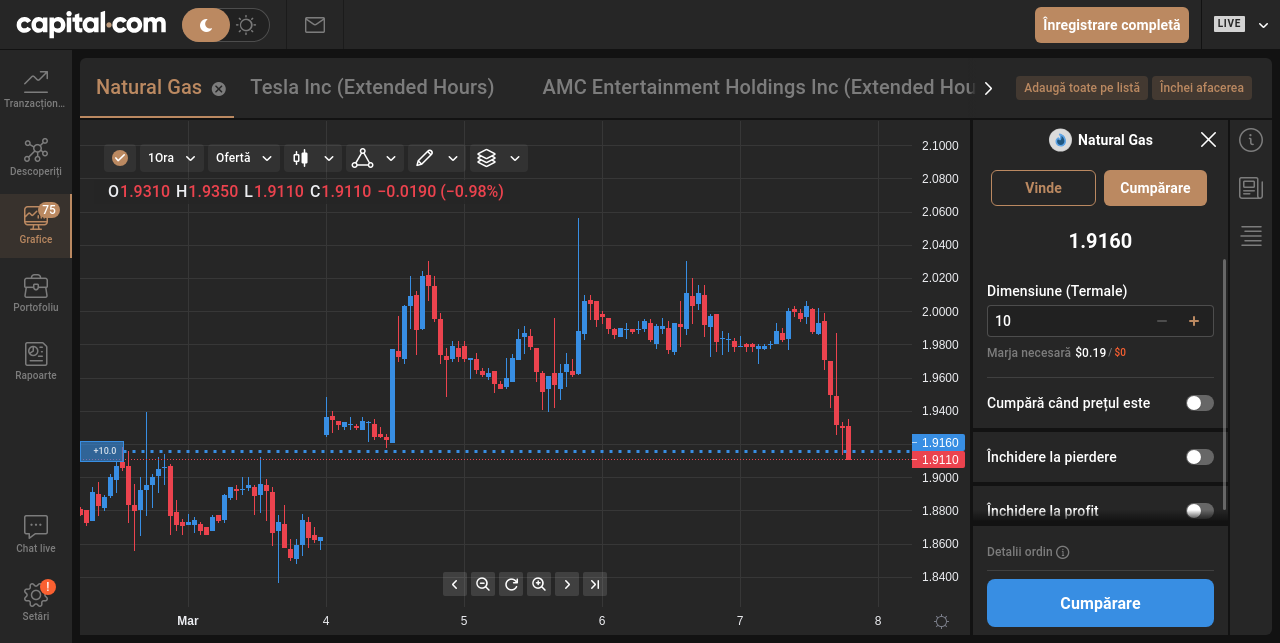 capital.com
Înregistrare completă
LIVE
Natural Gas
Tesla Inc (Extended Hours)
AMC Entertainment Holdings Inc (Extended Hou
Adaugă toate pe listă
Închei afacerea
Tranzacțion...
Descoperiți
75
Grafice
Portofoliu
Rapoarte
Chat live
!
Setări
1Ora
Ofertă
O1.9310 H1.9350 L1.9110 C1.9110 −0.0190 (−0.98%)
2.1000
2.0800
2.0600
2.0400
2.0200
2.0000
1.9800
1.9600
1.9400
1.9160
1.9110
1.9000
1.8800
1.8600
1.8400
+10.0
Mar 4 5 6 7 8
Natural Gas
Vinde
Cumpărare
1.9160
Dimensiune (Termale)
10
Marja necesară $0.19 / $0
Cumpără când prețul este
Închidere la pierdere
Închidere la profit
Detalii ordin
Cumpărare